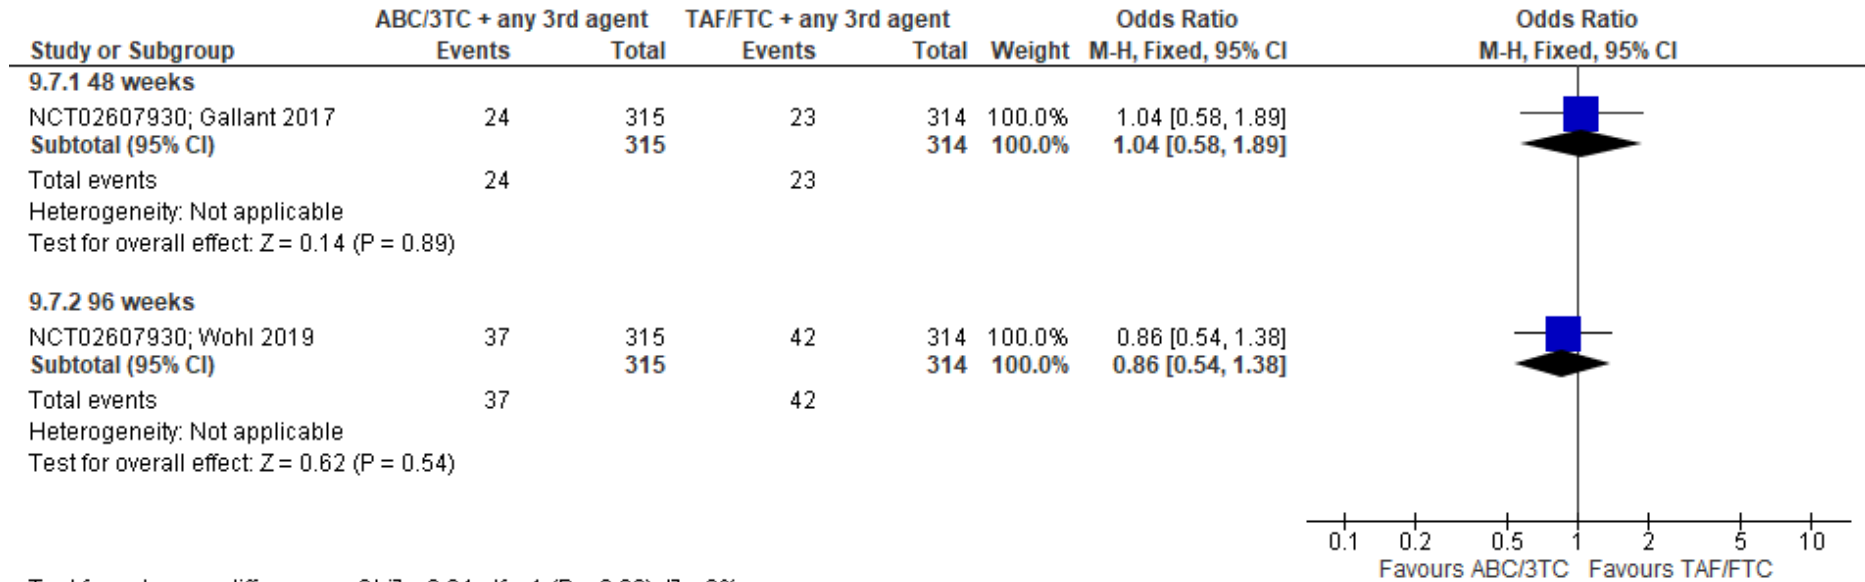 ABC/3TC + any 3rd agent TAF/FTC + any 3rd agent Odds Ratio Odds Ratio
Study or Subgroup Events Total Events Total Weight M-H, Fixed, 95% CI M-H, Fixed, 95% CI
9.7.1 48 weeks
NCT02607930; Gallant 2017 24 315 23 314 100.0% 1.04 [0.58, 1.89]
Subtotal (95% CI) 315 314 100.0% 1.04 [0.58, 1.89]
Total events 24 23
Heterogeneity: Not applicable
Test for overall effect: Z = 0.14 (P = 0.89)
9.7.2 96 weeks
NCT02607930; Wohl 2019 37 315 42 314 100.0% 0.86 [0.54, 1.38]
Subtotal (95% CI) 315 314 100.0% 0.86 [0.54, 1.38]
Total events 37 42
Heterogeneity: Not applicable
Test for overall effect: Z = 0.62 (P = 0.54)
0.1 0.2 0.5 1 2 5 10
Favours ABC/3TC Favours TAF/FTC